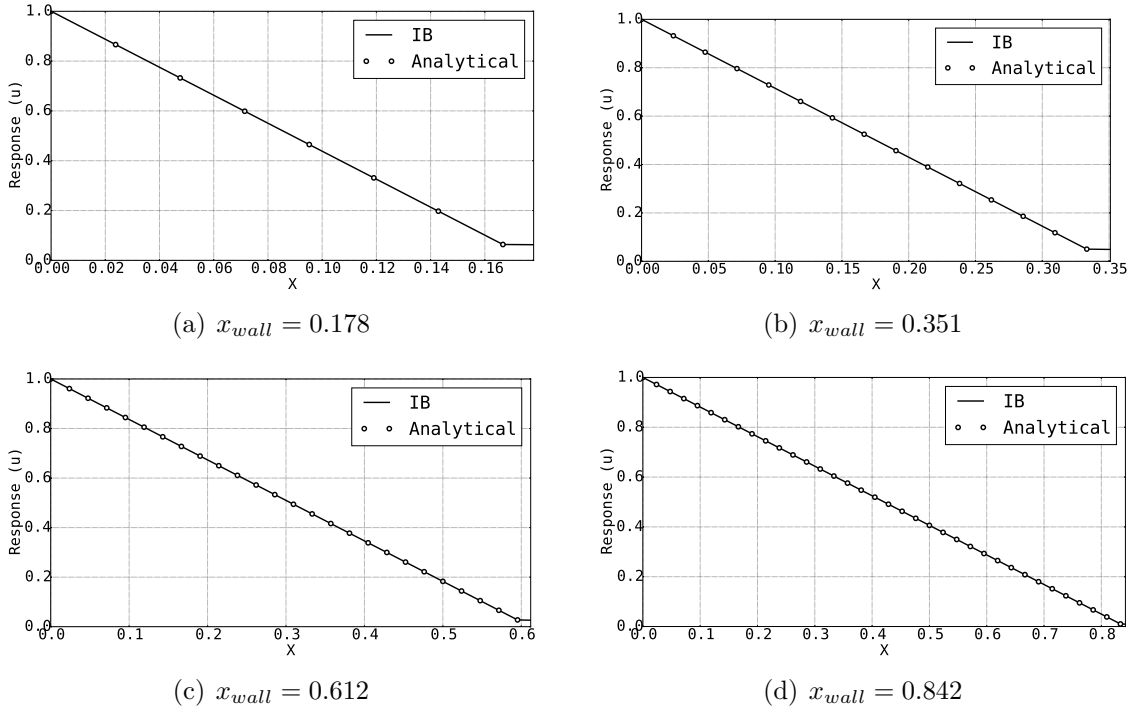 1.0
0.8
0.6
0.4
0.2
0.0
Response (u)
IB
Analytical
0.00 0.02 0.04 0.06 0.08 0.10 0.12 0.14 0.16
X
(a) x_wall = 0.178
1.0
0.8
0.6
0.4
0.2
0.0
Response (u)
IB
Analytical
0.00 0.05 0.10 0.15 0.20 0.25 0.30 0.35
X
(b) x_wall = 0.351
1.0
0.8
0.6
0.4
0.2
0.0
Response (u)
IB
Analytical
0.0 0.1 0.2 0.3 0.4 0.5 0.6
X
(c) x_wall = 0.612
1.0
0.8
0.6
0.4
0.2
0.0
Response (u)
IB
Analytical
0.0 0.1 0.2 0.3 0.4 0.5 0.6 0.7 0.8
X
(d) x_wall = 0.842